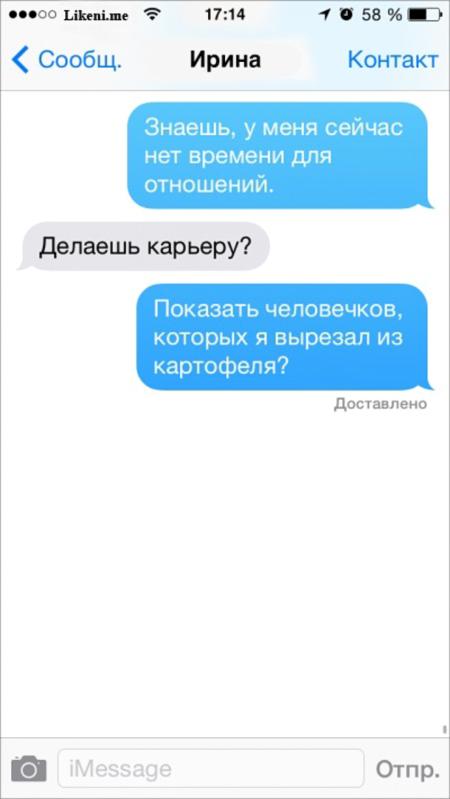 Likeni.me 17:14 58 %
Сообщ. Ирина Контакт
Знаешь, у меня сейчас
нет времени для
отношений.
Делаешь карьеру?
Показать человечков,
которых я вырезал из
картофеля?
Доставлено
iMessage Отпр.